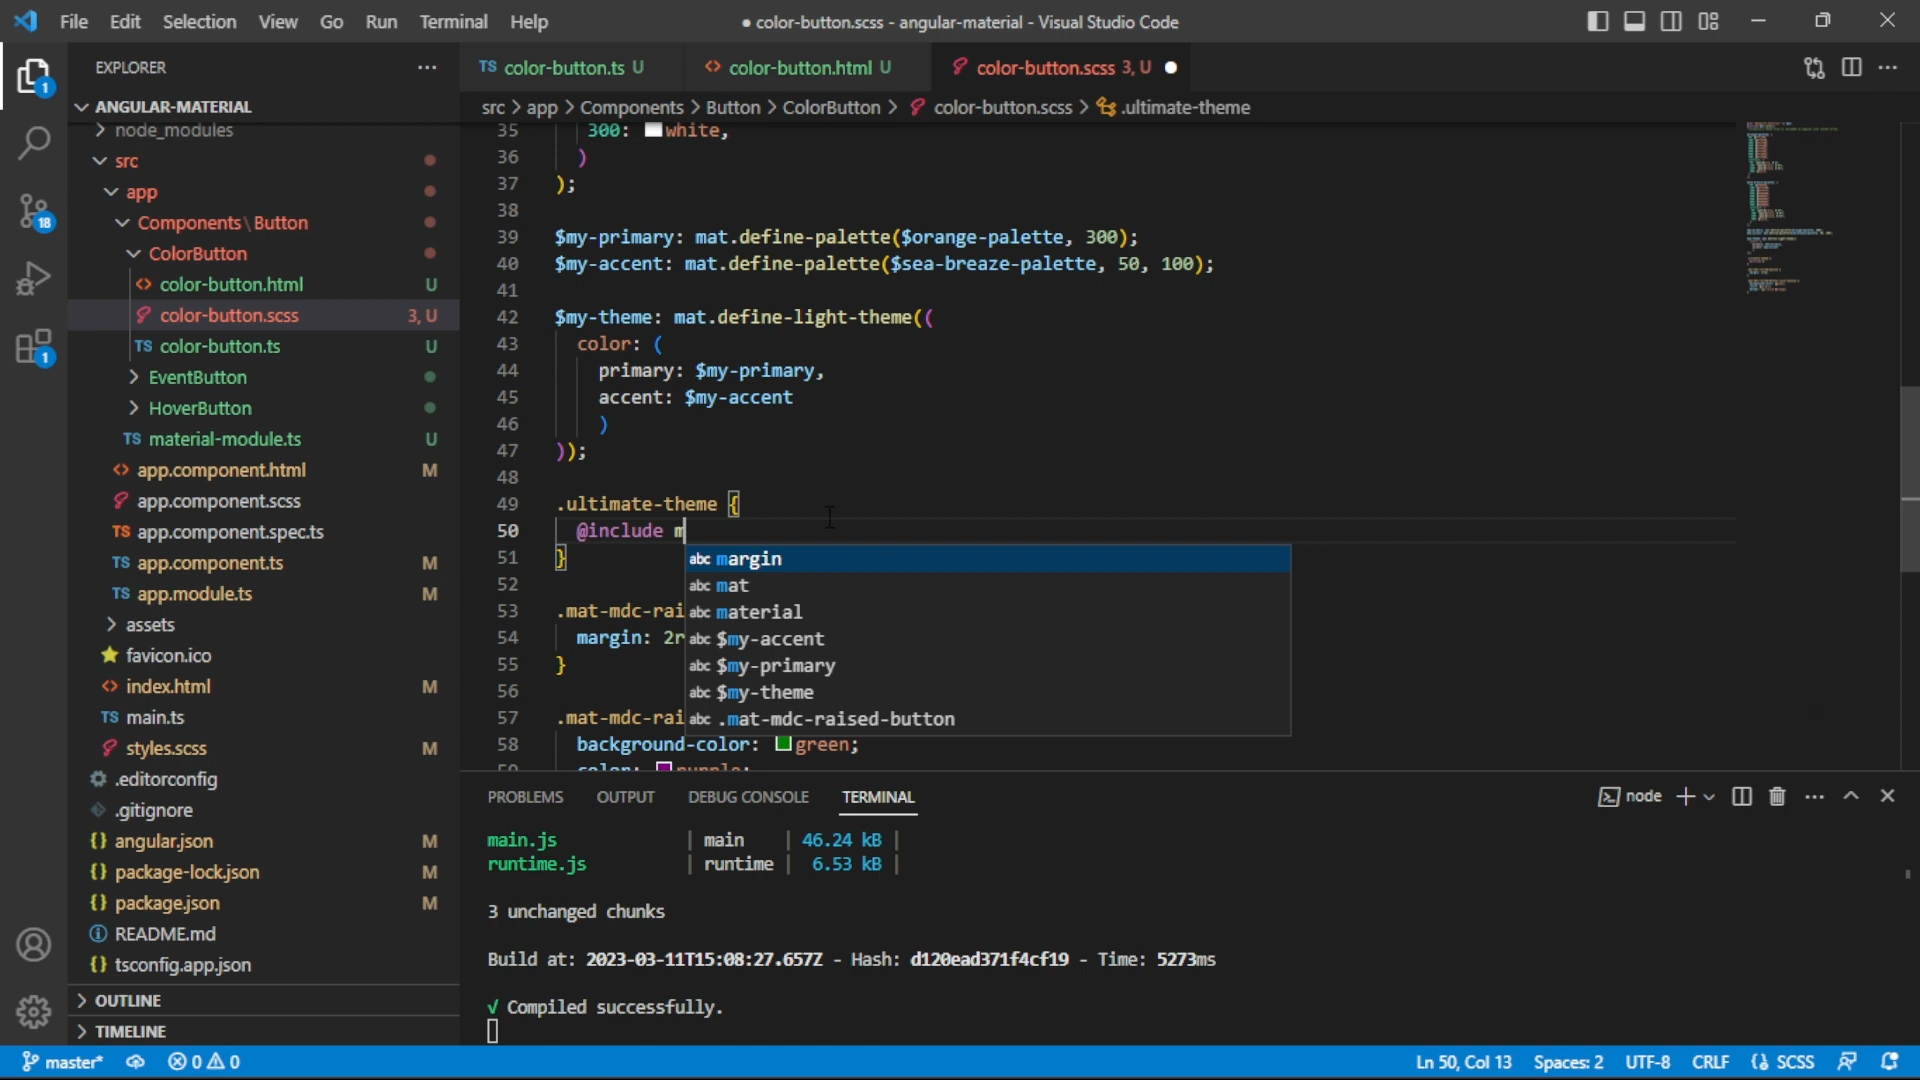 File Edit Selection View Go Run Terminal Help
● color-button.scss - angular-material - Visual Studio Code
EXPLORER ...
TS color-button.ts U
<> color-button.html U
color-button.scss 3, U ●
ANGULAR-MATERIAL
src > app > Components > Button > ColorButton > color-button.scss > .ultimate-theme
node_modules
src
app
Components \ Button
ColorButton
color-button.html U
color-button.scss 3, U
TS color-button.ts U
EventButton
HoverButton
TS material-module.ts U
<> app.component.html M
app.component.scss
TS app.component.spec.ts
TS app.component.ts M
TS app.module.ts M
assets
favicon.ico
<> index.html M
TS main.ts
styles.scss M
.editorconfig
.gitignore
{} angular.json M
{} package-lock.json M
{} package.json M
README.md
{} tsconfig.app.json
OUTLINE
TIMELINE
35 300: white,
36 )
37 );
38
39 $my-primary: mat.define-palette($orange-palette, 300);
40 $my-accent: mat.define-palette($sea-breaze-palette, 50, 100);
41
42 $my-theme: mat.define-light-theme((
43 color: (
44 primary: $my-primary,
45 accent: $my-accent
46 )
47 ));
48
49 .ultimate-theme {
50 @include m
51 }
52
53 .mat-mdc-rai
54 margin: 2r
55 }
56
57 .mat-mdc-rai
58 background-color: green;
59 color: purple;
abc margin
abc mat
abc material
abc $my-accent
abc $my-primary
abc $my-theme
abc .mat-mdc-raised-button
PROBLEMS OUTPUT DEBUG CONSOLE TERMINAL
node
main.js | main | 46.24 kB |
runtime.js | runtime | 6.53 kB |
3 unchanged chunks
Build at: 2023-03-11T15:08:27.657Z - Hash: d120ead371f4cf19 - Time: 5273ms
√ Compiled successfully.
1
18
1
master* 0 0
Ln 50, Col 13 Spaces: 2 UTF-8 CRLF {} SCSS